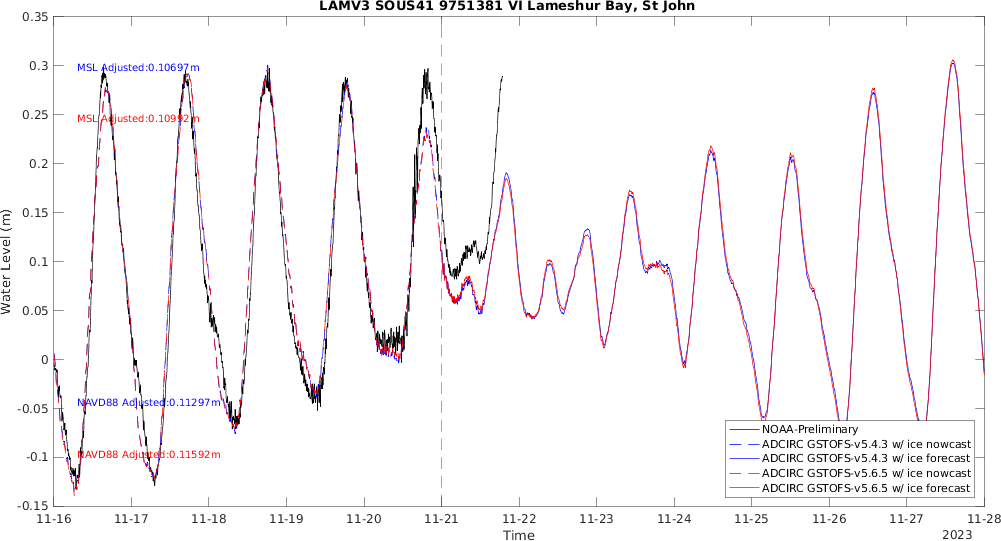 LAMV3 SOUS41 9751381 VI Lameshur Bay, St John
Water Level (m)
0.35
0.3
0.25
0.2
0.15
0.1
0.05
0
-0.05
-0.1
-0.15
MSL Adjusted:0.10697m
MSL Adjusted:0.10992m
NAVD88 Adjusted:0.11297m
NAVD88 Adjusted:0.11592m
NOAA-Preliminary
ADCIRC GSTOFS-v5.4.3 w/ ice nowcast
ADCIRC GSTOFS-v5.4.3 w/ ice forecast
ADCIRC GSTOFS-v5.6.5 w/ ice nowcast
ADCIRC GSTOFS-v5.6.5 w/ ice forecast
11-16 11-17 11-18 11-19 11-20 11-21 11-22 11-23 11-24 11-25 11-26 11-27 11-28
Time
2023